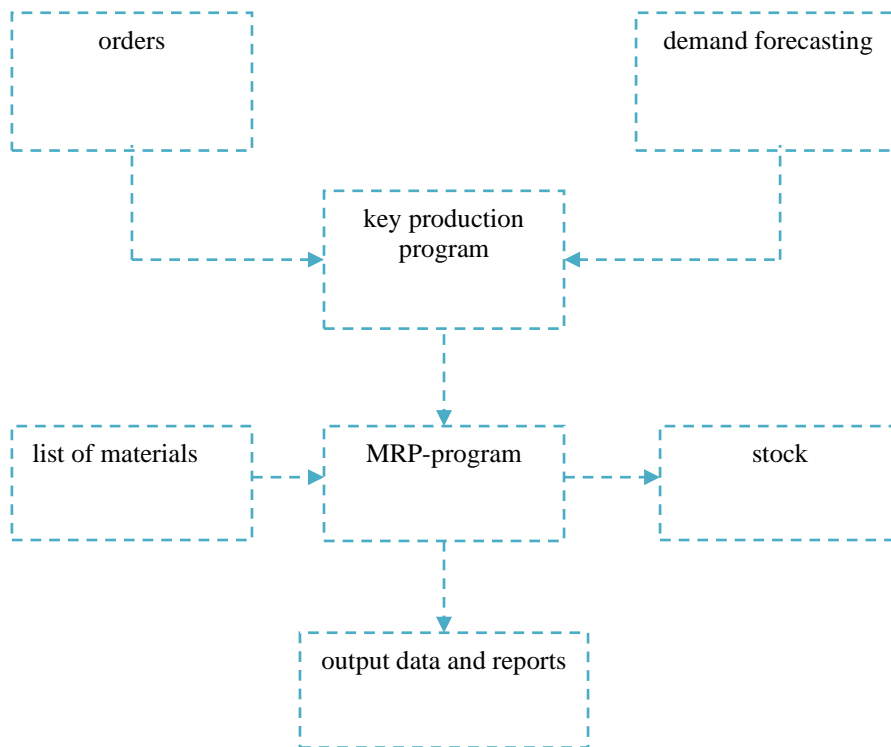 orders
demand forecasting
key production
program
list of materials
MRP-program
stock
output data and reports